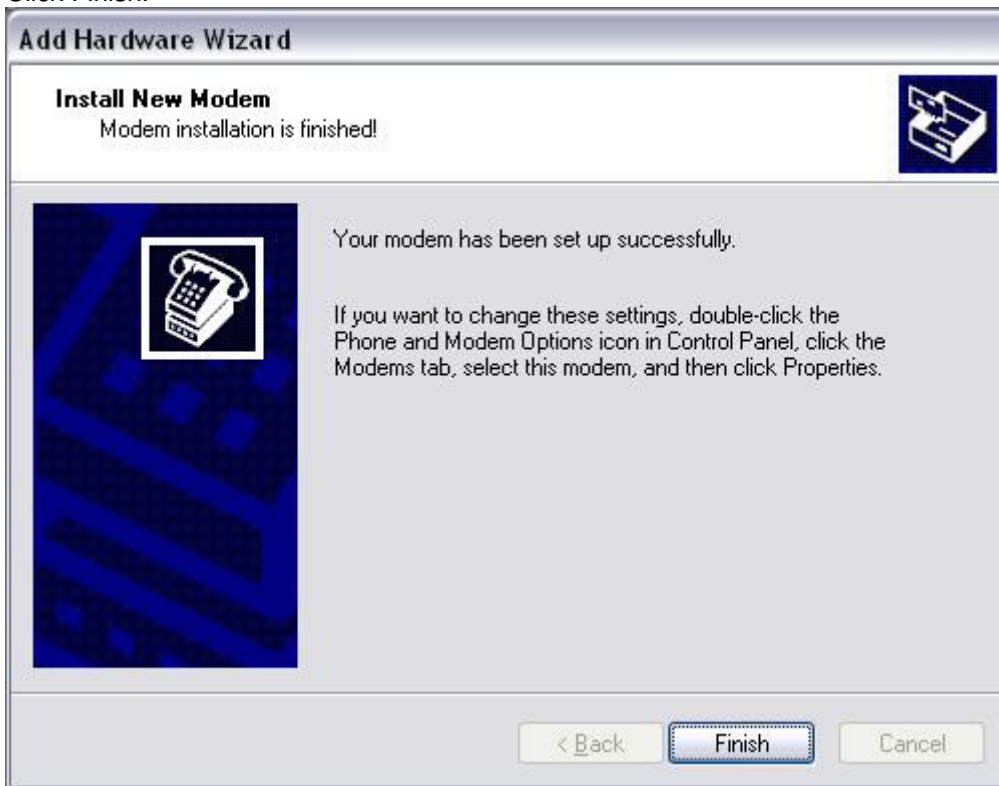 Click Finish.
Add Hardware Wizard
Install New Modem
Modem installation is finished!
Your modem has been set up successfully.
If you want to change these settings, double-click the
Phone and Modem Options icon in Control Panel, click the
Modems tab, select this modem, and then click Properties.
< Back
Finish
Cancel